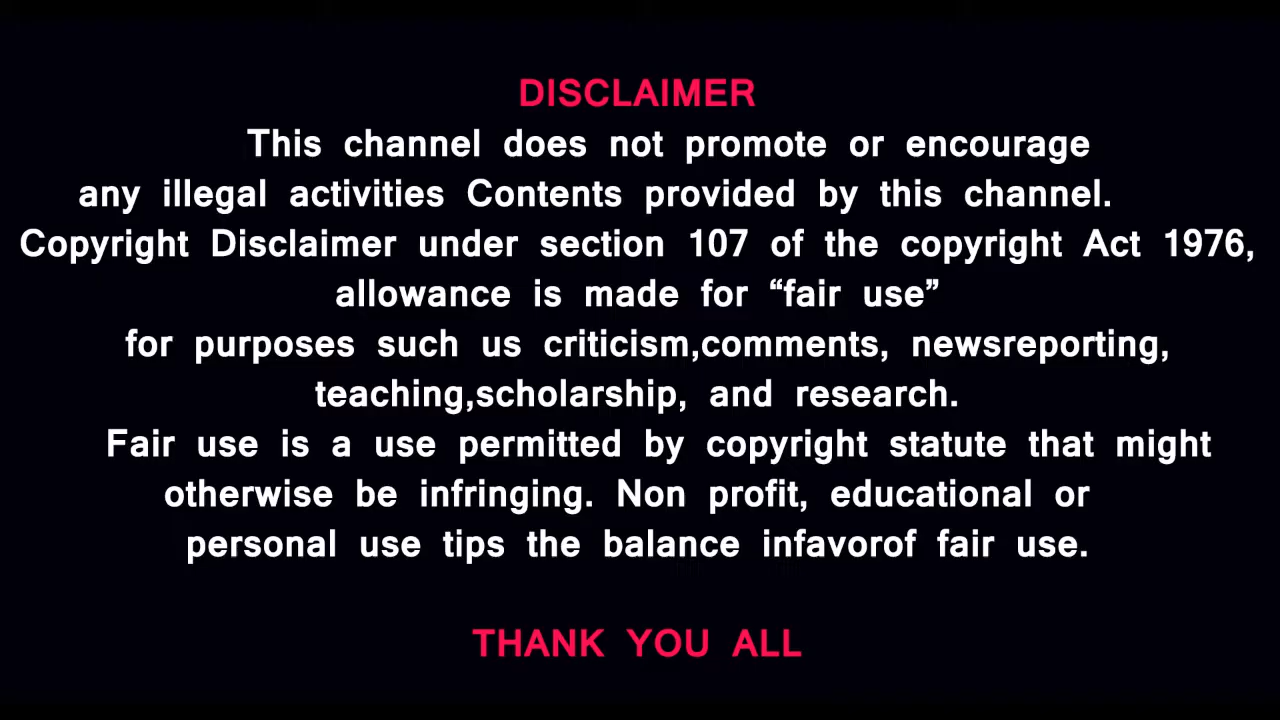 DISCLAIMER
This channel does not promote or encourage
any illegal activities Contents provided by this channel.
Copyright Disclaimer under section 107 of the copyright Act 1976,
allowance is made for “fair use”
for purposes such us criticism,comments, newsreporting,
teaching,scholarship, and research.
Fair use is a use permitted by copyright statute that might
otherwise be infringing. Non profit, educational or
personal use tips the balance infavorof fair use.
THANK YOU ALL